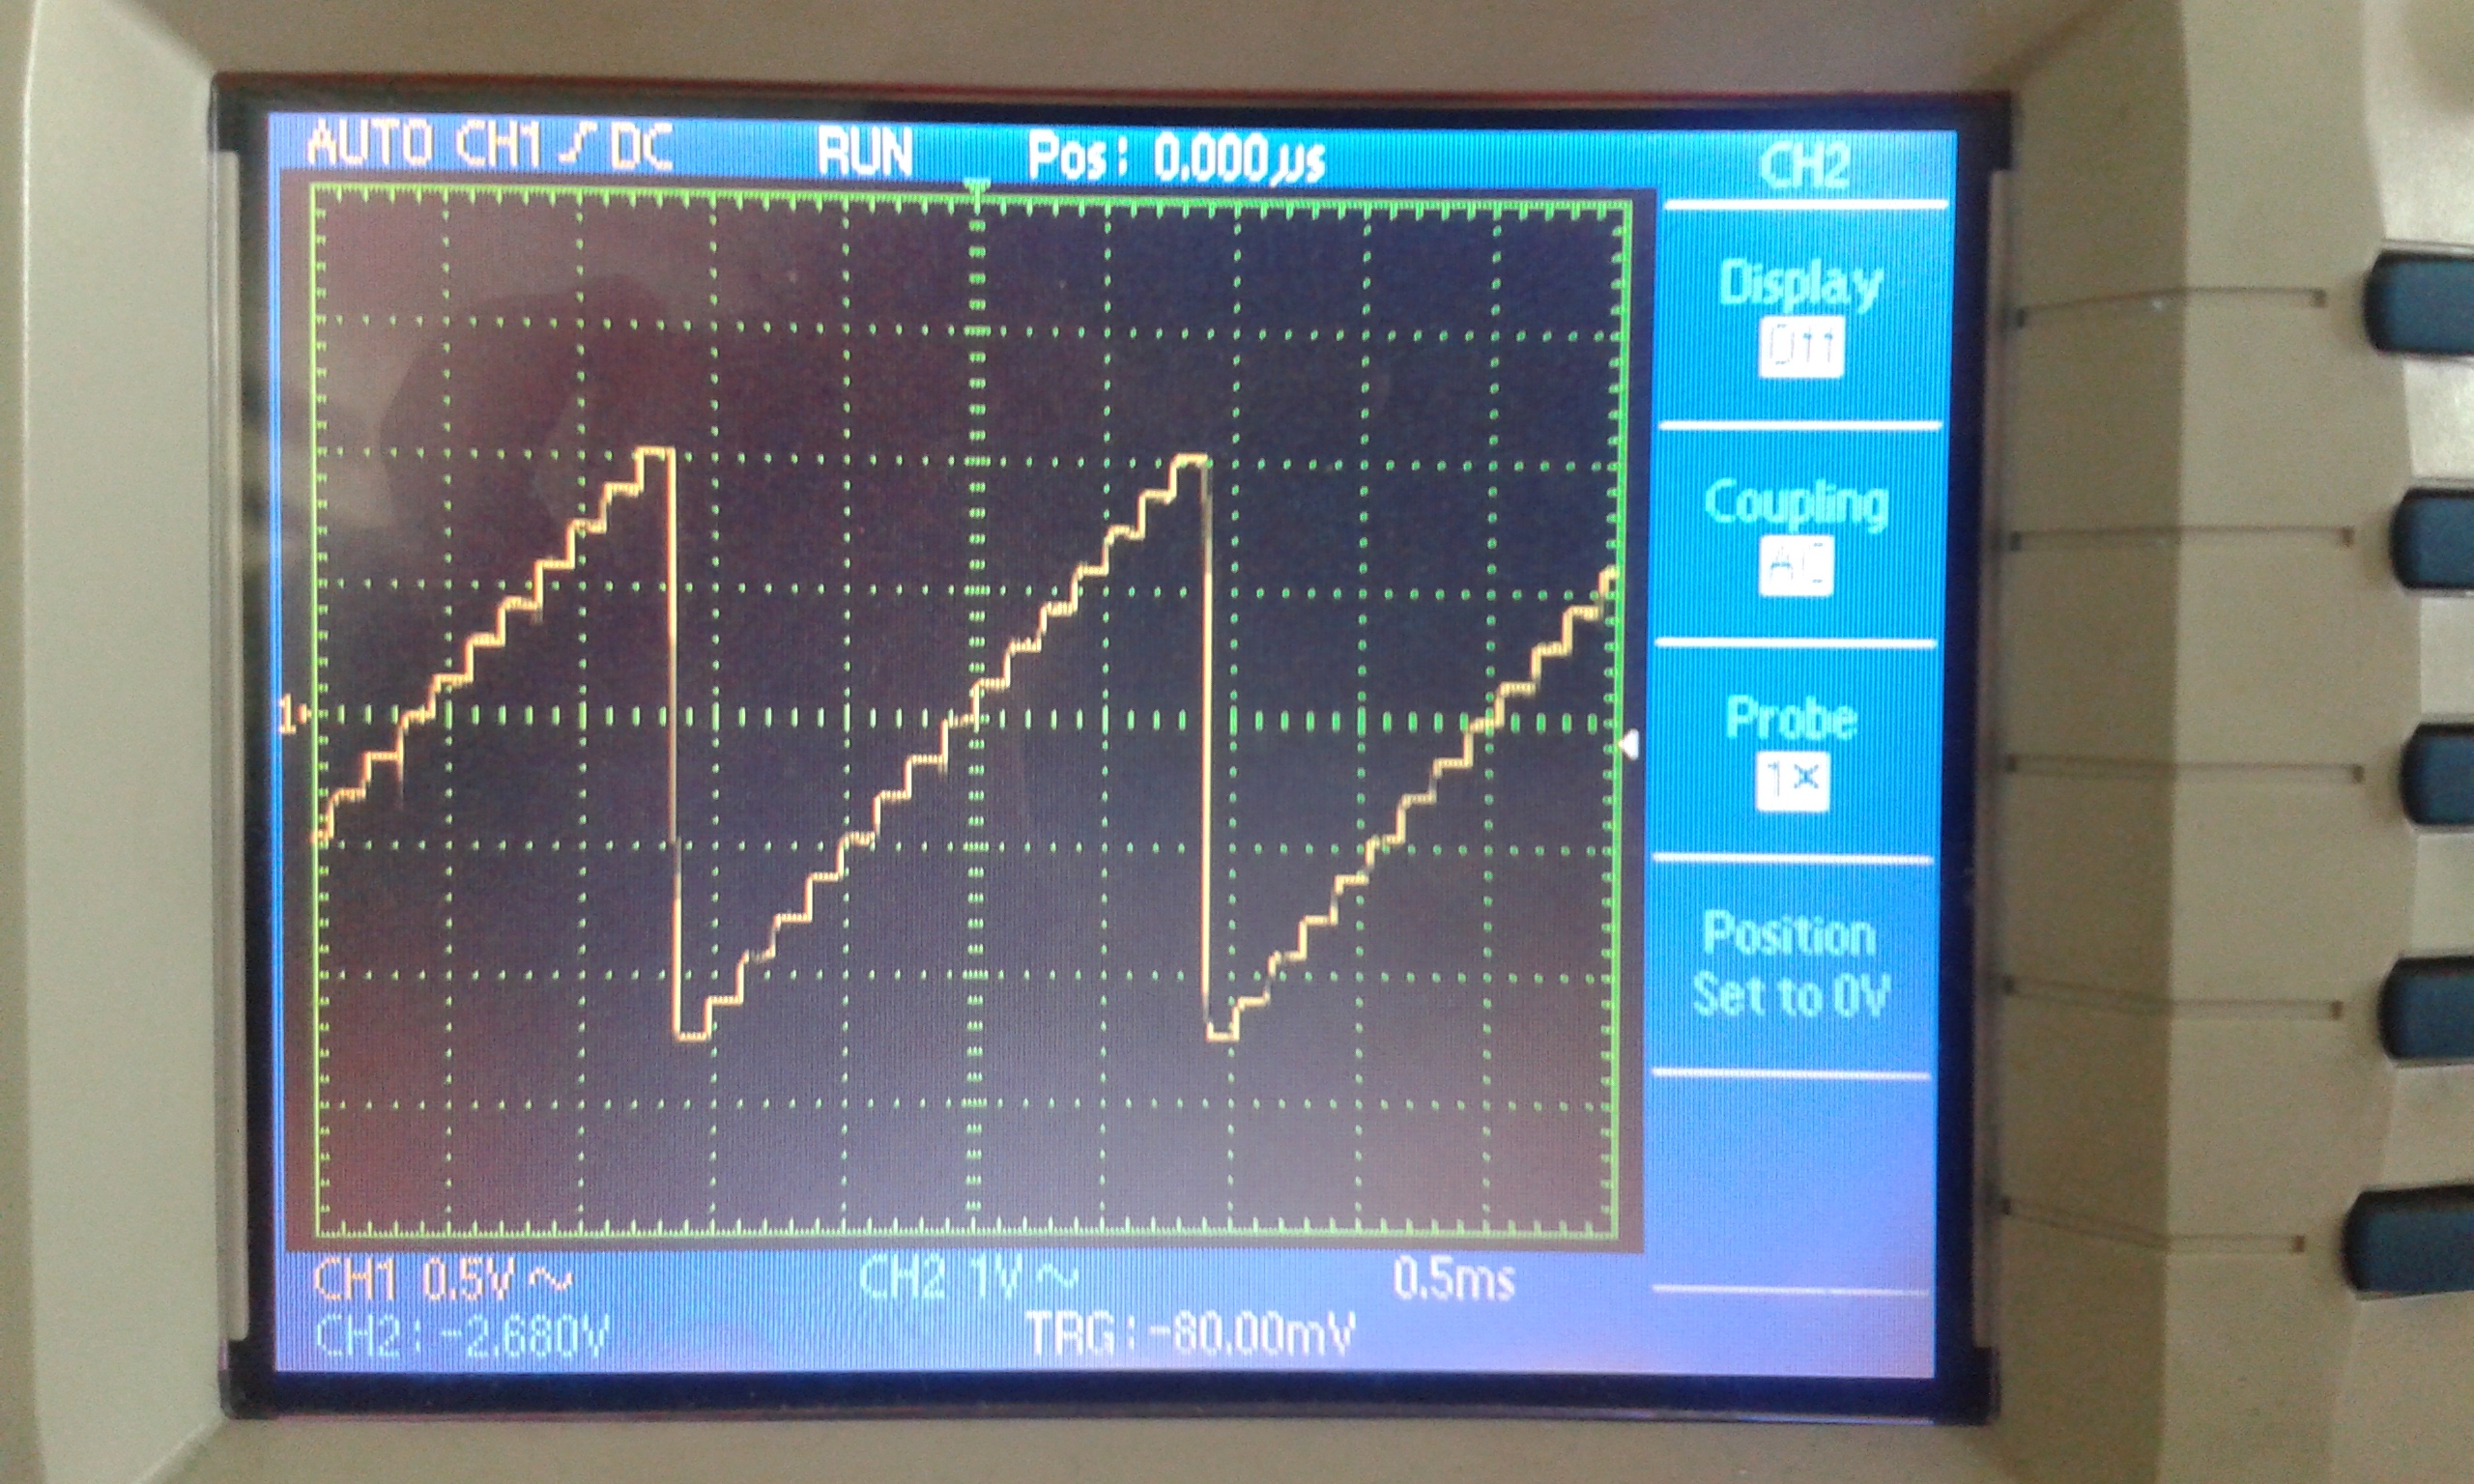 AUTO CH1 DC RUN Pos: 0.000µs CH2
Display
Off
Coupling
AC
1
Probe
1×
Position
Set to 0V
CH1 0.5V~ CH2 1V~ 0.5ms
CH2:-2.680V TRG:-80.00mV